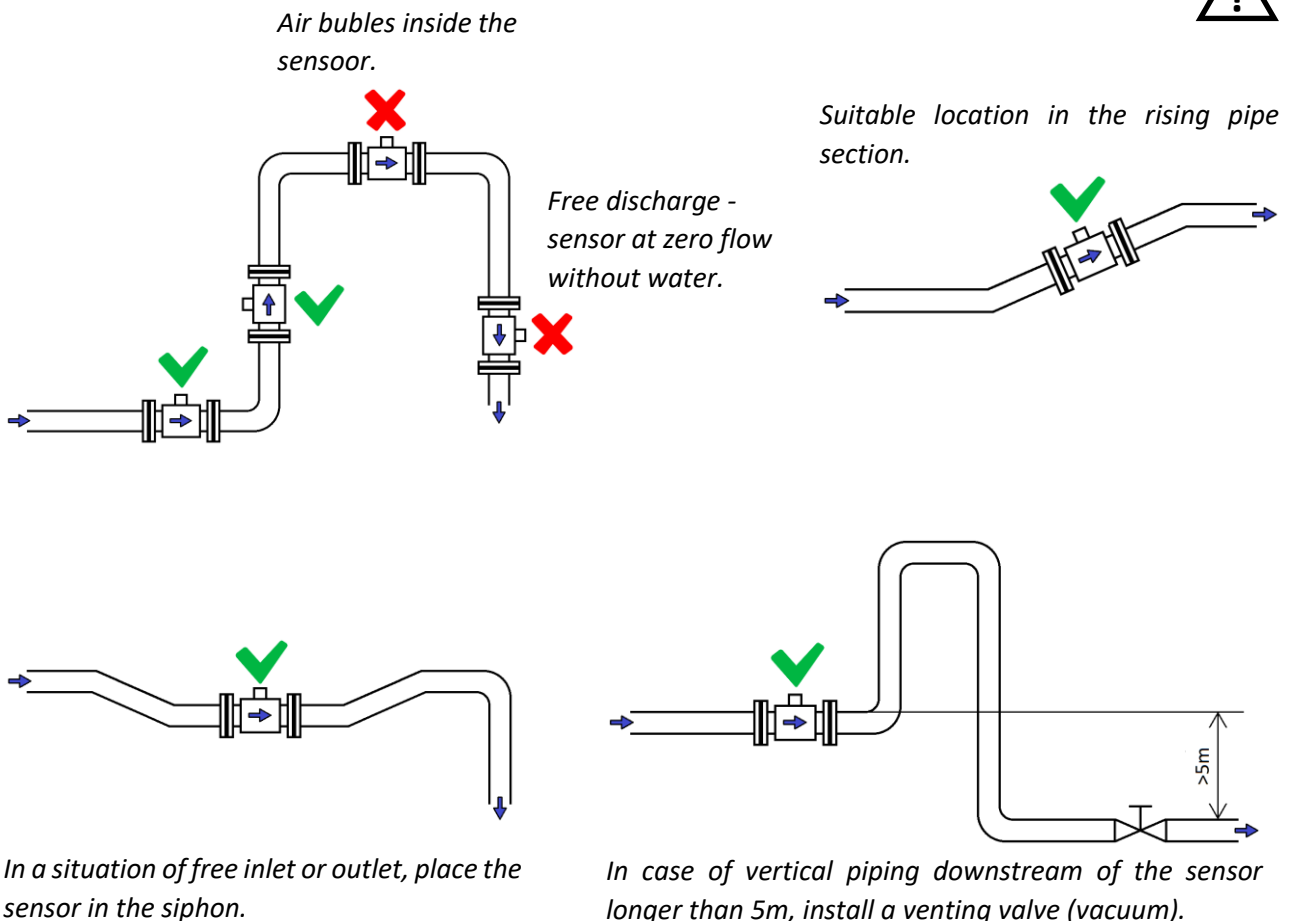 Air bubles inside the
sensoor.
Suitable location in the rising pipe
section.
Free discharge -
sensor at zero flow
without water.
>5m
In a situation of free inlet or outlet, place the
sensor in the siphon.
In case of vertical piping downstream of the sensor
longer than 5m, install a venting valve (vacuum).